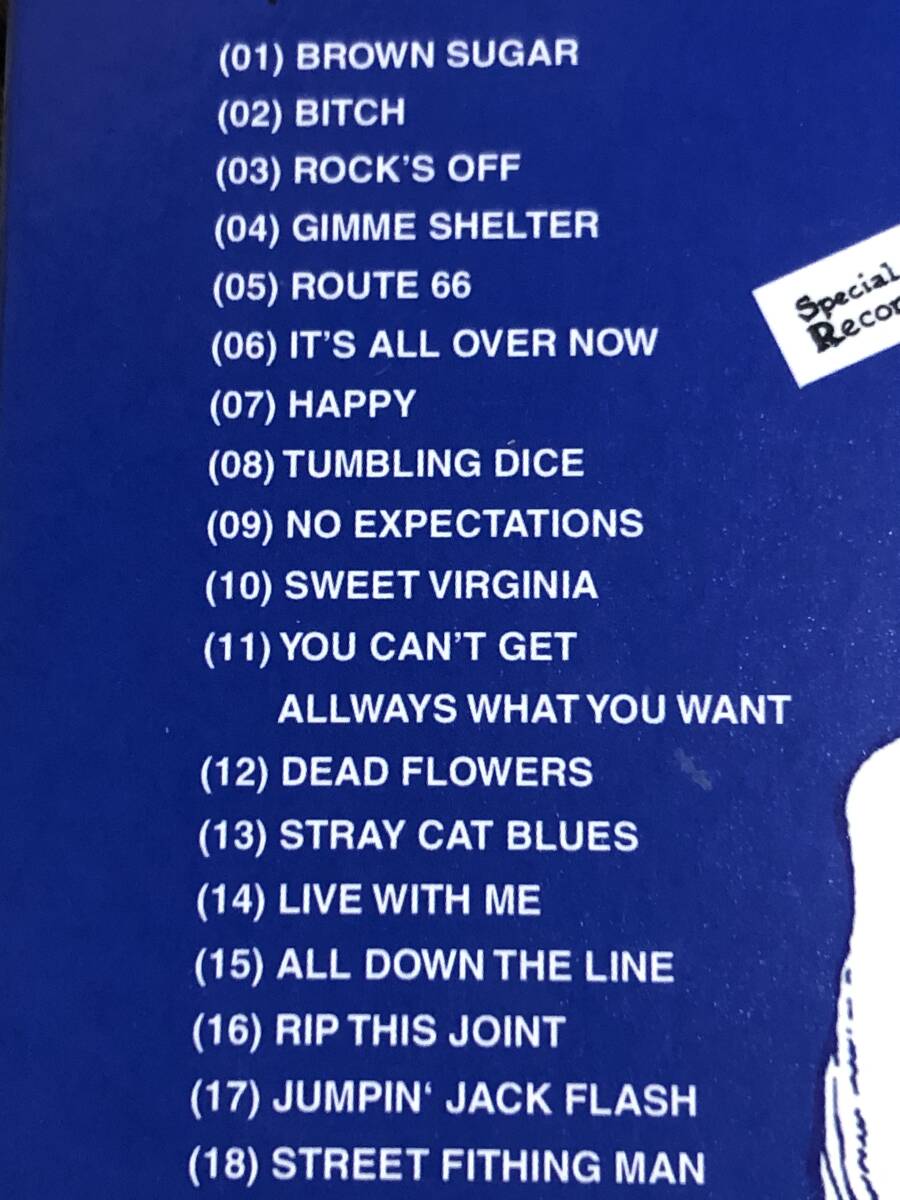 (01) BROWN SUGAR
(02) BITCH
(03) ROCK'S OFF
(04) GIMME SHELTER
(05) ROUTE 66
(06) IT'S ALL OVER NOW
(07) HAPPY
(08) TUMBLING DICE
(09) NO EXPECTATIONS
(10) SWEET VIRGINIA
(11) YOU CAN'T GET
ALLWAYS WHAT YOU WANT
(12) DEAD FLOWERS
(13) STRAY CAT BLUES
(14) LIVE WITH ME
(15) ALL DOWN THE LINE
(16) RIP THIS JOINT
(17) JUMPIN‘ JACK FLASH
(18) STREET FITHING MAN
Special